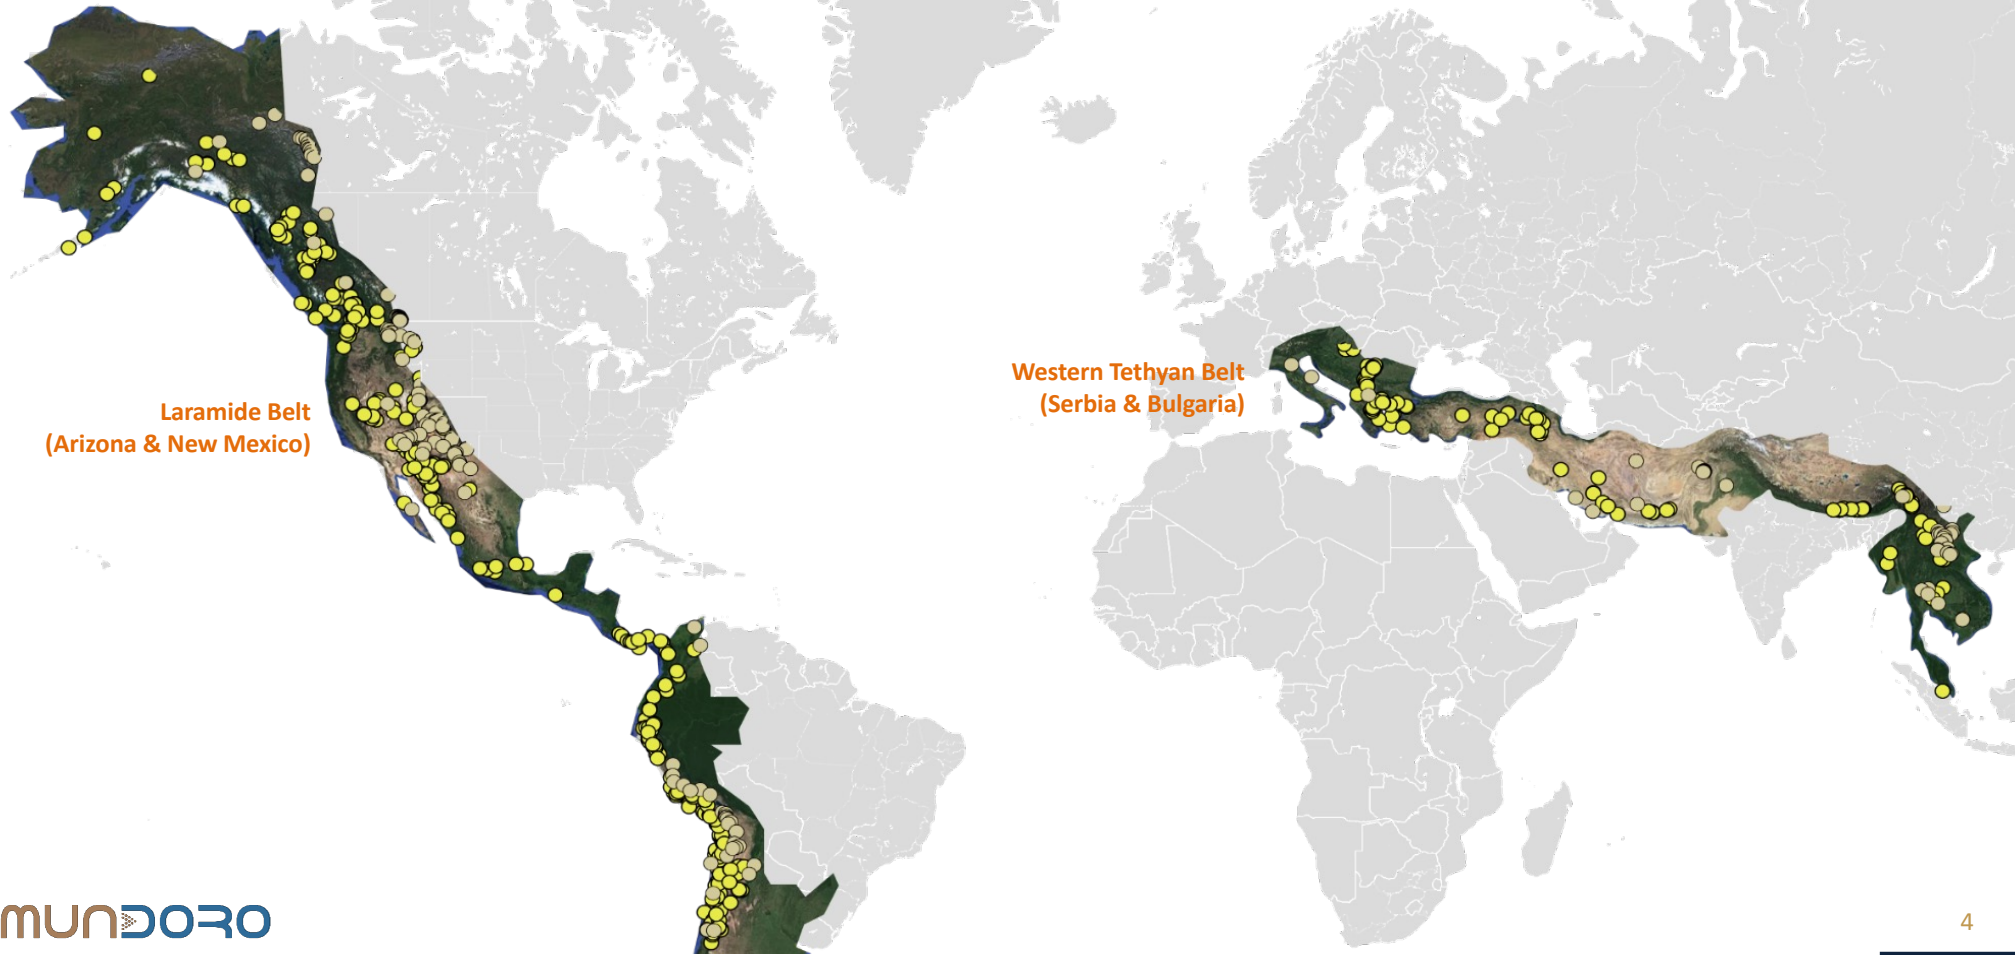 Western Tethyan Belt
(Serbia & Bulgaria)
Laramide Belt
(Arizona & New Mexico)
MUNDORO
4